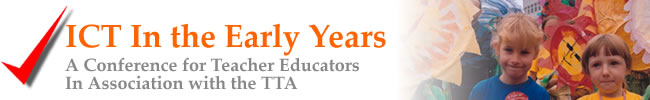 ICT In the Early Years
A Conference for Teacher Educators
In Association with the TTA